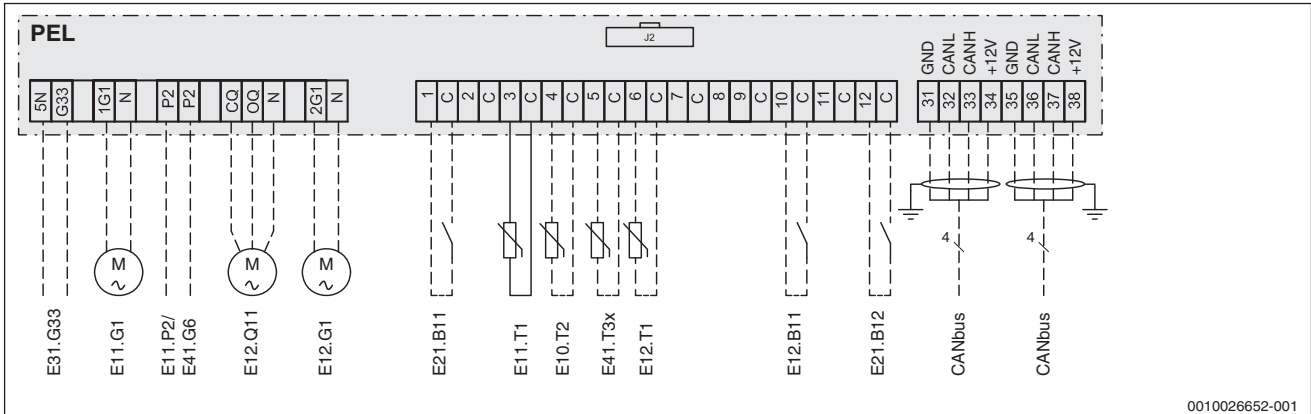 PEL
J2
5N G33 1G1 N P2 P2 CQ OQ N 2G1 N
1 C 2 C 3 C 4 C 5 C 6 C 7 C 8 9 C 10 C 11 C 12 C
GND CANL CANH +12V GND CANL CANH +12V
31 32 33 34 35 36 37 38
M M M
4 4
E31.G33
E11.G1
E11.P2/
E41.G6
E12.Q11
E12.G1
E21.B11
E11.T1
E10.T2
E41.T3x
E12.T1
E12.B11
E21.B12
CANbus
CANbus
0010026652-001